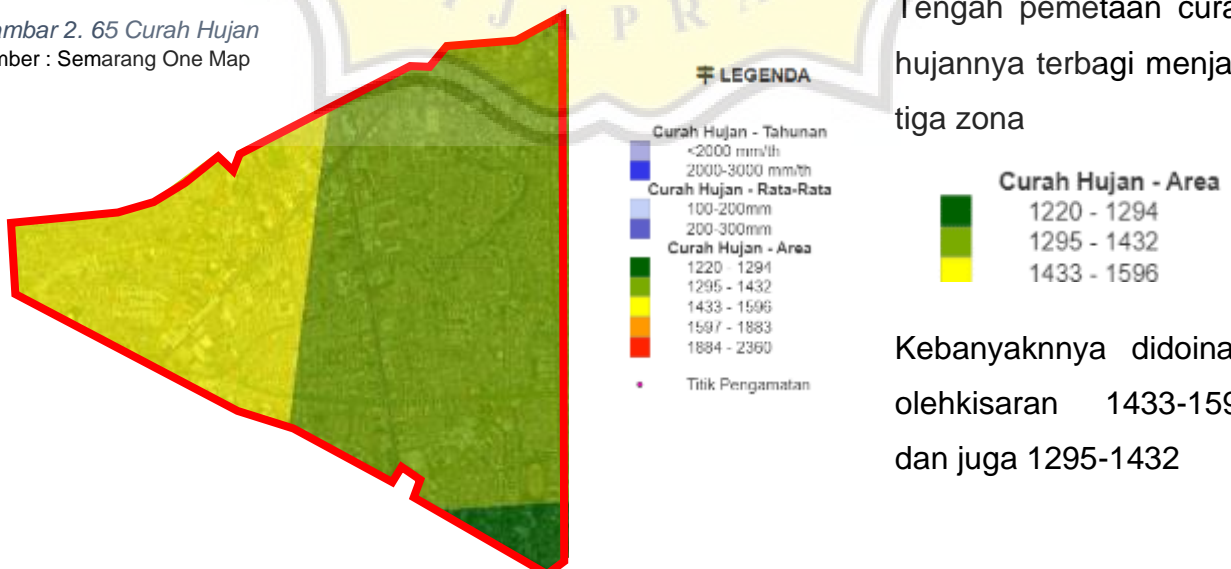 mbar 2. 65 Curah Hujan
mber : Semarang One Map
I J A P R A
LEGENDA
Curah Hujan - Tahunan
<2000 mm/th
2000-3000 mm/th
Curah Hujan - Rata-Rata
100-200mm
200-300mm
Curah Hujan - Area
1220 - 1294
1295 - 1432
1433 - 1596
1597 - 1883
1884 - 2360
Titik Pengamatan
Tengah pemetaan cura
hujannya terbagi menja
tiga zona
Curah Hujan - Area
1220 - 1294
1295 - 1432
1433 - 1596
Kebanyaknnya didoina
olehkisaran 1433-159
dan juga 1295-1432